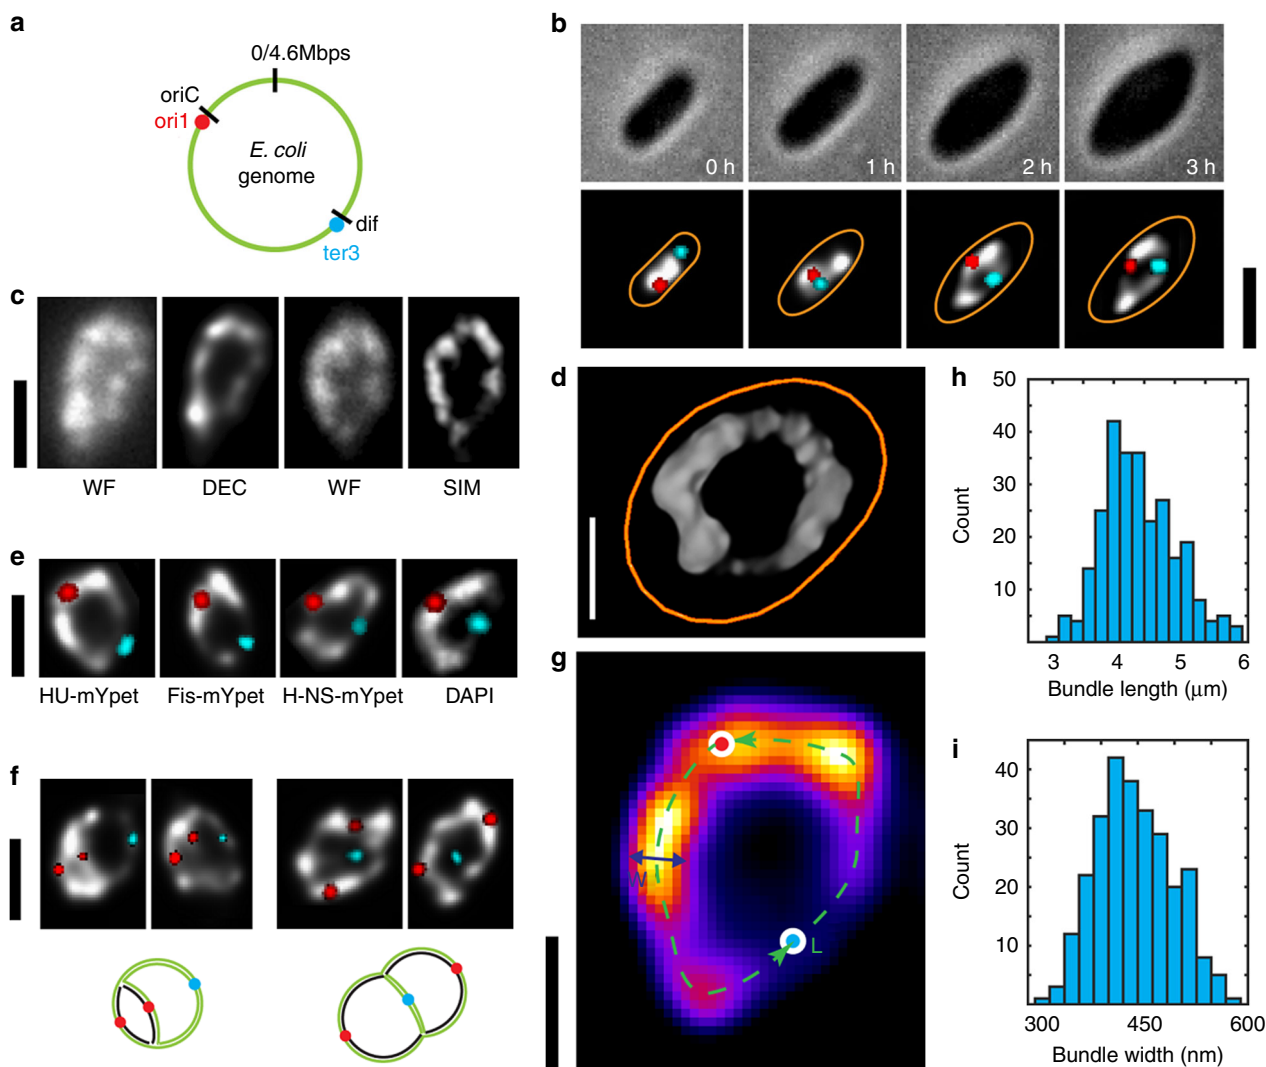 a
0/4.6Mbps
oriC
ori1
E. coli
genome
dif
ter3
b
0 h
1 h
2 h
3 h
c
WF
DEC
WF
SIM
d
e
HU-mYpet
Fis-mYpet
H-NS-mYpet
DAPI
f
g
W
L
h
50
40
30
20
10
Count
3
4
5
6
Bundle length (μm)
i
40
30
20
10
Count
300
450
600
Bundle width (nm)